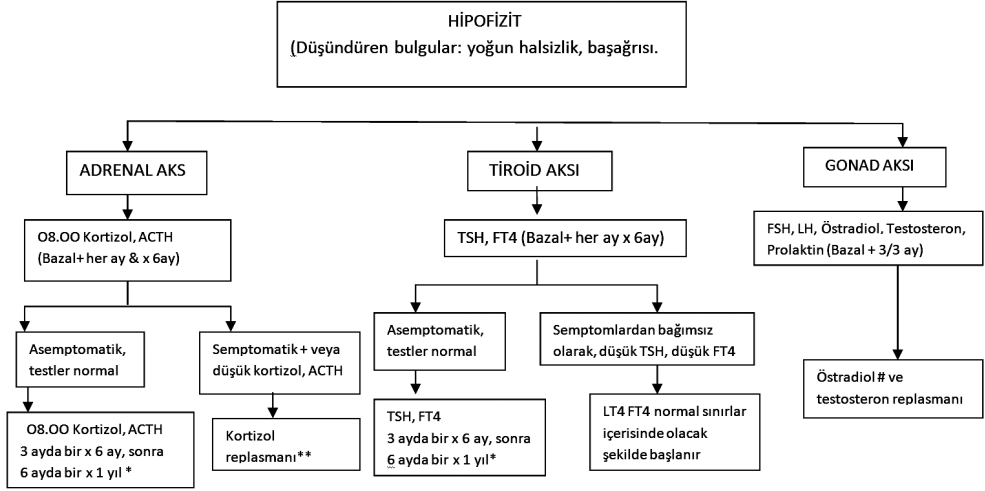 HİPOFİZİT
(Düşündüren bulgular: yoğun halsizlik, başağrısı.
ADRENAL AKS
TİROİD AKSI
GONAD AKSI
O8.OO Kortizol, ACTH
(Bazal+ her ay & x 6ay)
TSH, FT4 (Bazal+ her ay x 6ay)
FSH, LH, Östradiol, Testosteron,
Prolaktin (Bazal + 3/3 ay)
Asemptomatik,
testler normal
Semptomatik + veya
düşük kortizol, ACTH
Asemptomatik,
testler normal
Semptomlardan bağımsız
olarak, düşük TSH, düşük FT4
Östradiol # ve
testosteron replasmanı
O8.OO Kortizol, ACTH
3 ayda bir x 6 ay, sonra
6 ayda bir x 1 yıl *
Kortizol
replasmanı**
TSH, FT4
3 ayda bir x 6 ay, sonra
6 ayda bir x 1 yıl*
LT4 FT4 normal sınırlar
içerisinde olacak
şekilde başlanır